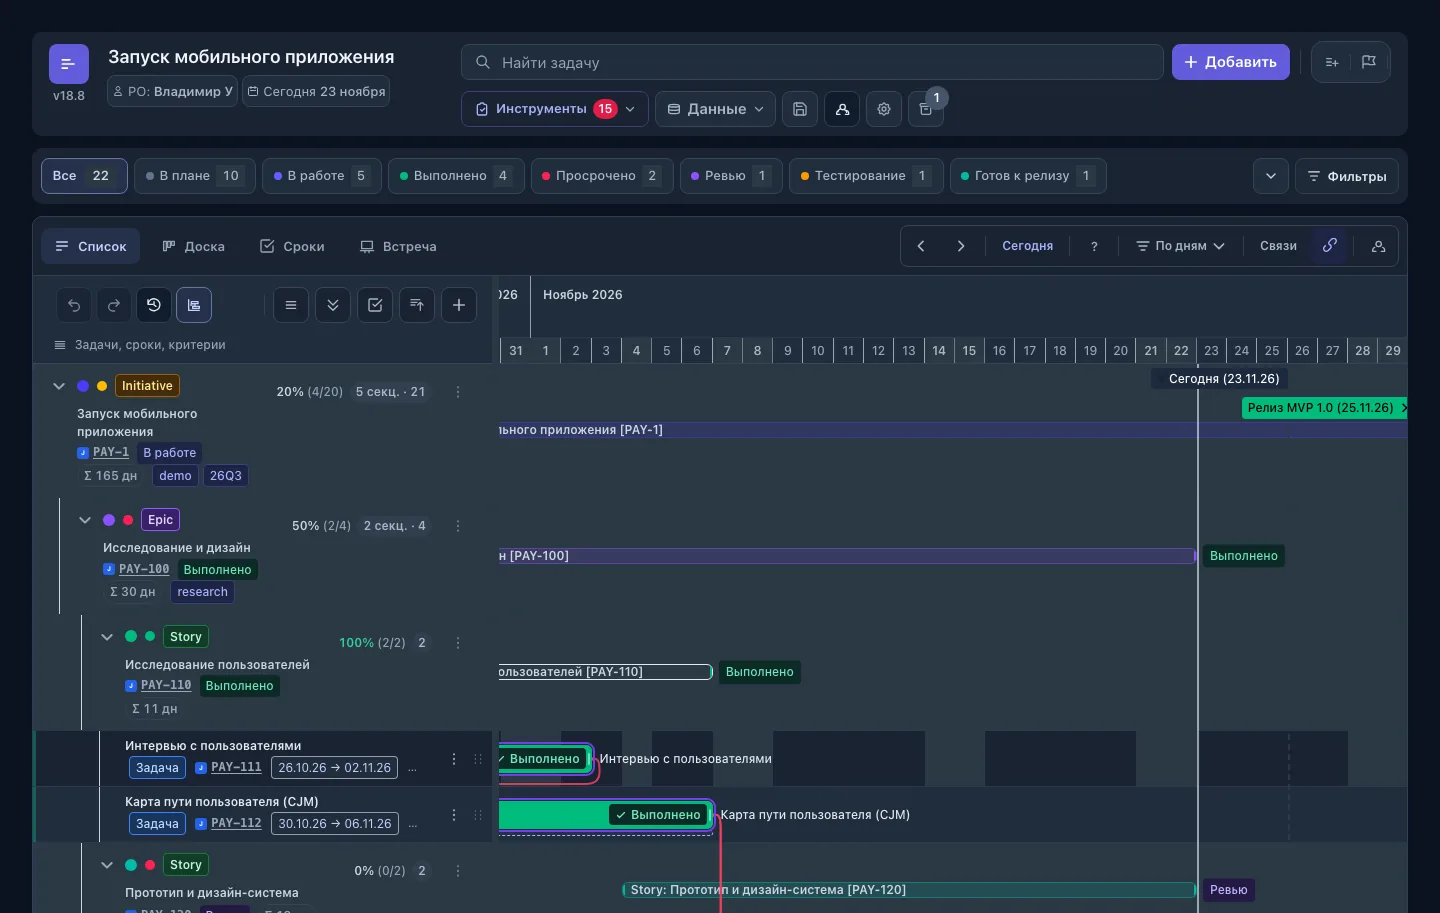 Запуск мобильного приложения
v18.8
PO: Владимир У
Сегодня 23 ноября
Найти задачу
Добавить
Инструменты 15
Данные
1
Все 22
В плане 10
В работе 5
Выполнено 4
Просрочено 2
Ревью 1
Тестирование 1
Готов к релизу 1
Фильтры
Список
Доска
Сроки
Встреча
Сегодня
?
По дням
Связи
Задачи, сроки, критерии
026
Ноябрь 2026
31 1 2 3 4 5 6 7 8 9 10 11 12 13 14 15 16 17 18 19 20 21 22 23 24 25 26 27 28 29
Сегодня (23.11.26)
Релиз MVP 1.0 (25.11.26)
Initiative
20% (4/20) 5 секц. · 21
Запуск мобильного
приложения
PAY-1 В работе
Σ 165 дн demo 26Q3
льного приложения [PAY-1]
Epic
50% (2/4) 2 секц. · 4
Исследование и дизайн
PAY-100 Выполнено
Σ 30 дн research
н [PAY-100]
Выполнено
Story
100% (2/2) 2
Исследование пользователей
PAY-110 Выполнено
Σ 11 дн
ользователей [PAY-110]
Выполнено
Интервью с пользователями
Задача PAY-111 26.10.26 → 02.11.26 ...
✓ Выполнено
Интервью с пользователями
Карта пути пользователя (CJM)
Задача PAY-112 30.10.26 → 06.11.26 ...
✓ Выполнено
Карта пути пользователя (CJM)
Story
0% (0/2) 2
Прототип и дизайн-система
Story: Прототип и дизайн-система [PAY-120]
Ревью